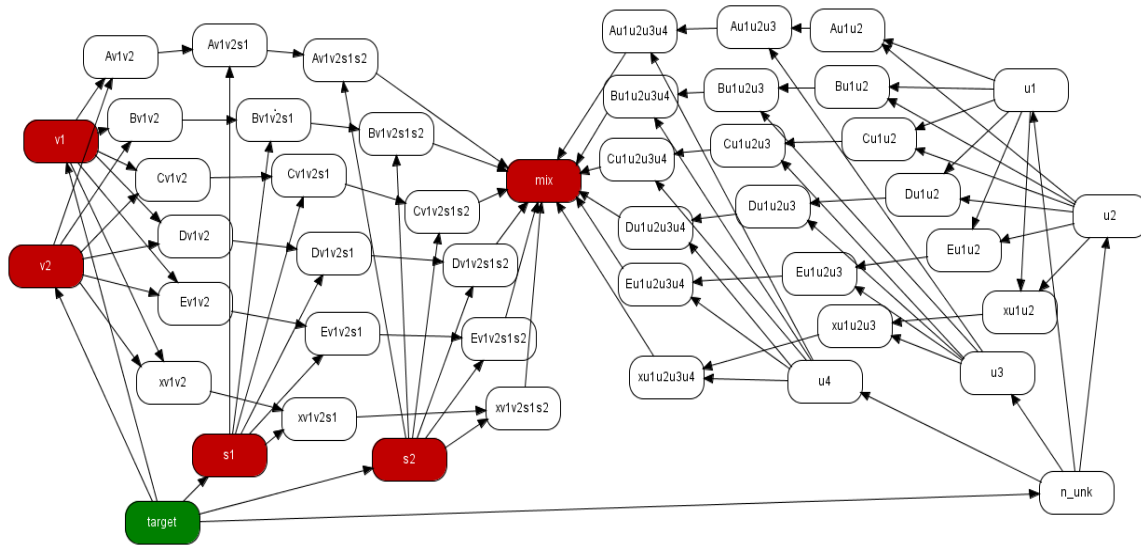 Av1v2
Av1v2s1
Av1v2s1s2
Au1u2u3u4
Au1u2u3
Au1u2
v1
Bv1v2
Bv1v2s1
Bv1v2s1s2
Bu1u2u3u4
Bu1u2u3
Bu1u2
u1
Cv1v2
Cv1v2s1
Cv1v2s1s2
mix
Cu1u2u3u4
Cu1u2u3
Cu1u2
v2
Dv1v2
Dv1v2s1
Dv1v2s1s2
Du1u2u3u4
Du1u2u3
Du1u2
u2
Ev1v2
Ev1v2s1
Ev1v2s1s2
Eu1u2u3u4
Eu1u2u3
Eu1u2
xv1v2
xv1v2s1
xv1v2s1s2
xu1u2u3u4
xu1u2u3
xu1u2
s1
s2
u4
u3
target
n_unk